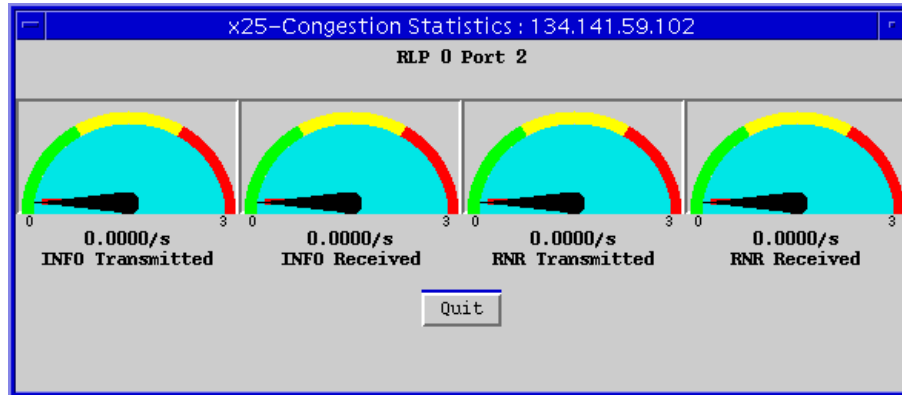 x25-Congestion Statistics : 134.141.59.102
RLP 0 Port 2
0 3 0 3 0 3 0 3
0.0000/s 0.0000/s 0.0000/s 0.0000/s
INFO Transmitted INFO Received RNR Transmitted RNR Received
Quit